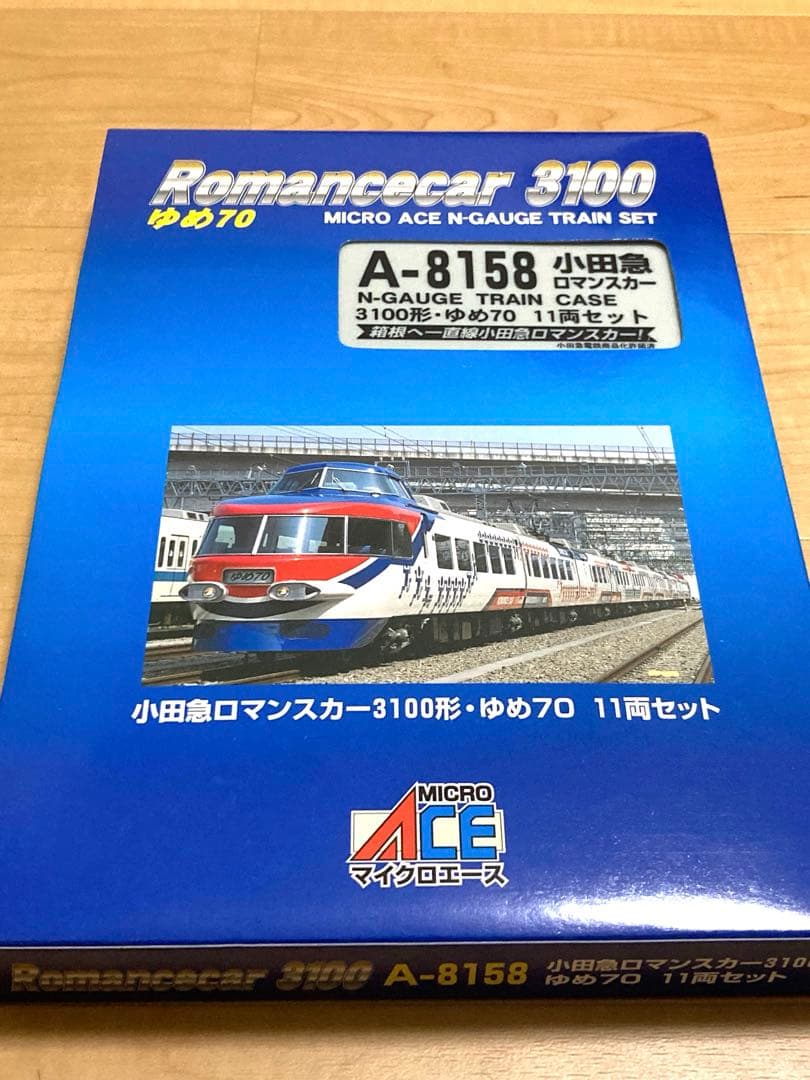 Romancecar 3100
ゆめ70 MICRO ACE N-GAUGE TRAIN SET
A-8158 小田急
ロマンスカー
N-GAUGE TRAIN CASE
3100形・ゆめ70 11両セット
箱根へ一直線小田急ロマンスカー!
小田急電鉄商品化許諾済
ゆめ70
小田急ロマンスカー3100形・ゆめ70 11両セット
MICRO
ACE
マイクロエース
Romancecar 3100 A-8158 小田急ロマンスカー310
ゆめ70 11両セット